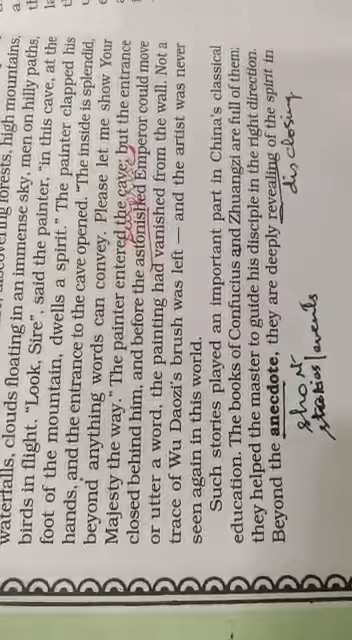 waterfalls, clouds floating in an immense sky, men on hilly paths,
birds in flight. "Look, Sire", said the painter, "in this cave, at the
foot of the mountain, dwells a spirit." The painter clapped his
hands, and the entrance to the cave opened. "The inside is splendid,
beyond anything words can convey. Please let me show Your
Majesty the way." The painter entered the cave; but the entrance
closed behind him, and before the astonished Emperor could move
or utter a word, the painting had vanished from the wall. Not a
trace of Wu Daozi's brush was left — and the artist was never
seen again in this world.
Such stories played an important part in China's classical
education. The books of Confucius and Zhuangzi are full of them;
they helped the master to guide his disciple in the right direction.
Beyond the anecdote, they are deeply revealing of the spirit in
disclosing
short
events